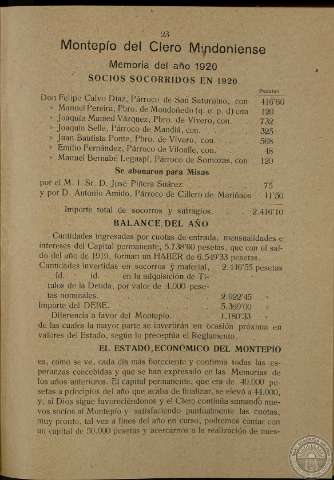 23
Montepío del Clero Mindoniense
Memoria del año 1920
SOCIOS SOCORRIDOS EN 1920
Pesetas
Don Felipe Calvo Díaz, Párroco de San Saturnino, con 416'60
» Manuel Pereira, Pbro. de Mondoñedo (q. e. p. d) con 120
» Joaquín Mamed Vázquez, Pbro. de Vivero, con 732
» Joaquín Selle, Párroco de Mandiá, con 325
» Juan Bautista Ponte, Pbro. de Vivero, con 568
» Emilio Fernández, Párroco de Viloalle, con 48
» Manuel Bernabé Legaspi, Párroco de Somozas, con 120
Se abonaron para Misas
por el M. I. Sr. D. José Piñera Suárez 75
y por D. Antonio Amido, Párroco de Cillero de Mariñaos 11'50
Importe total de socorros y sufragios 2.416'10
BALANCE DEL AÑO
Cantidades ingresadas por cuotas de entrada, mensualidades e
intereses del Capital permanente, que con el sal-
do del año de 1919, forman un HABER de 6.549'33 pesetas.
Cantidades invertidas en socorros y material, 2.446'55 pesetas
Id. id. en la adquisición de Tí-
tulos de la Deuda, por valor de 4.000 pese-
tas nominales 2.922'45 »
Importe del DEBE 5.369'00 »
Diferencia a favor del Montepío 1.180'33 »
de las cuales la mayor parte se invertirán en ocasión próxima en
valores del Estado, según lo preceptúa el Reglamento.
EL ESTADO ECONÓMICO DEL MONTEPIO
es, como se ve, cada día más floreciente y confirma todas las es-
peranzas concebidas y que se han expresado en las Memorias de
los años anteriores. El capital permanente, que era de 40.000 pe-
setas a principios del año que acaba de finalizar, se elevó a 44.000,
y, si Dios sigue favoreciéndonos y el Clero continúa sumando nue-
vos socios al Montepío y satisfaciendo puntualmente las cuotas,
muy pronto, tal vez a fines del año en curso, podremos contar con
un capital de 50.000 pesetas y acercarnos a la realización de nues-